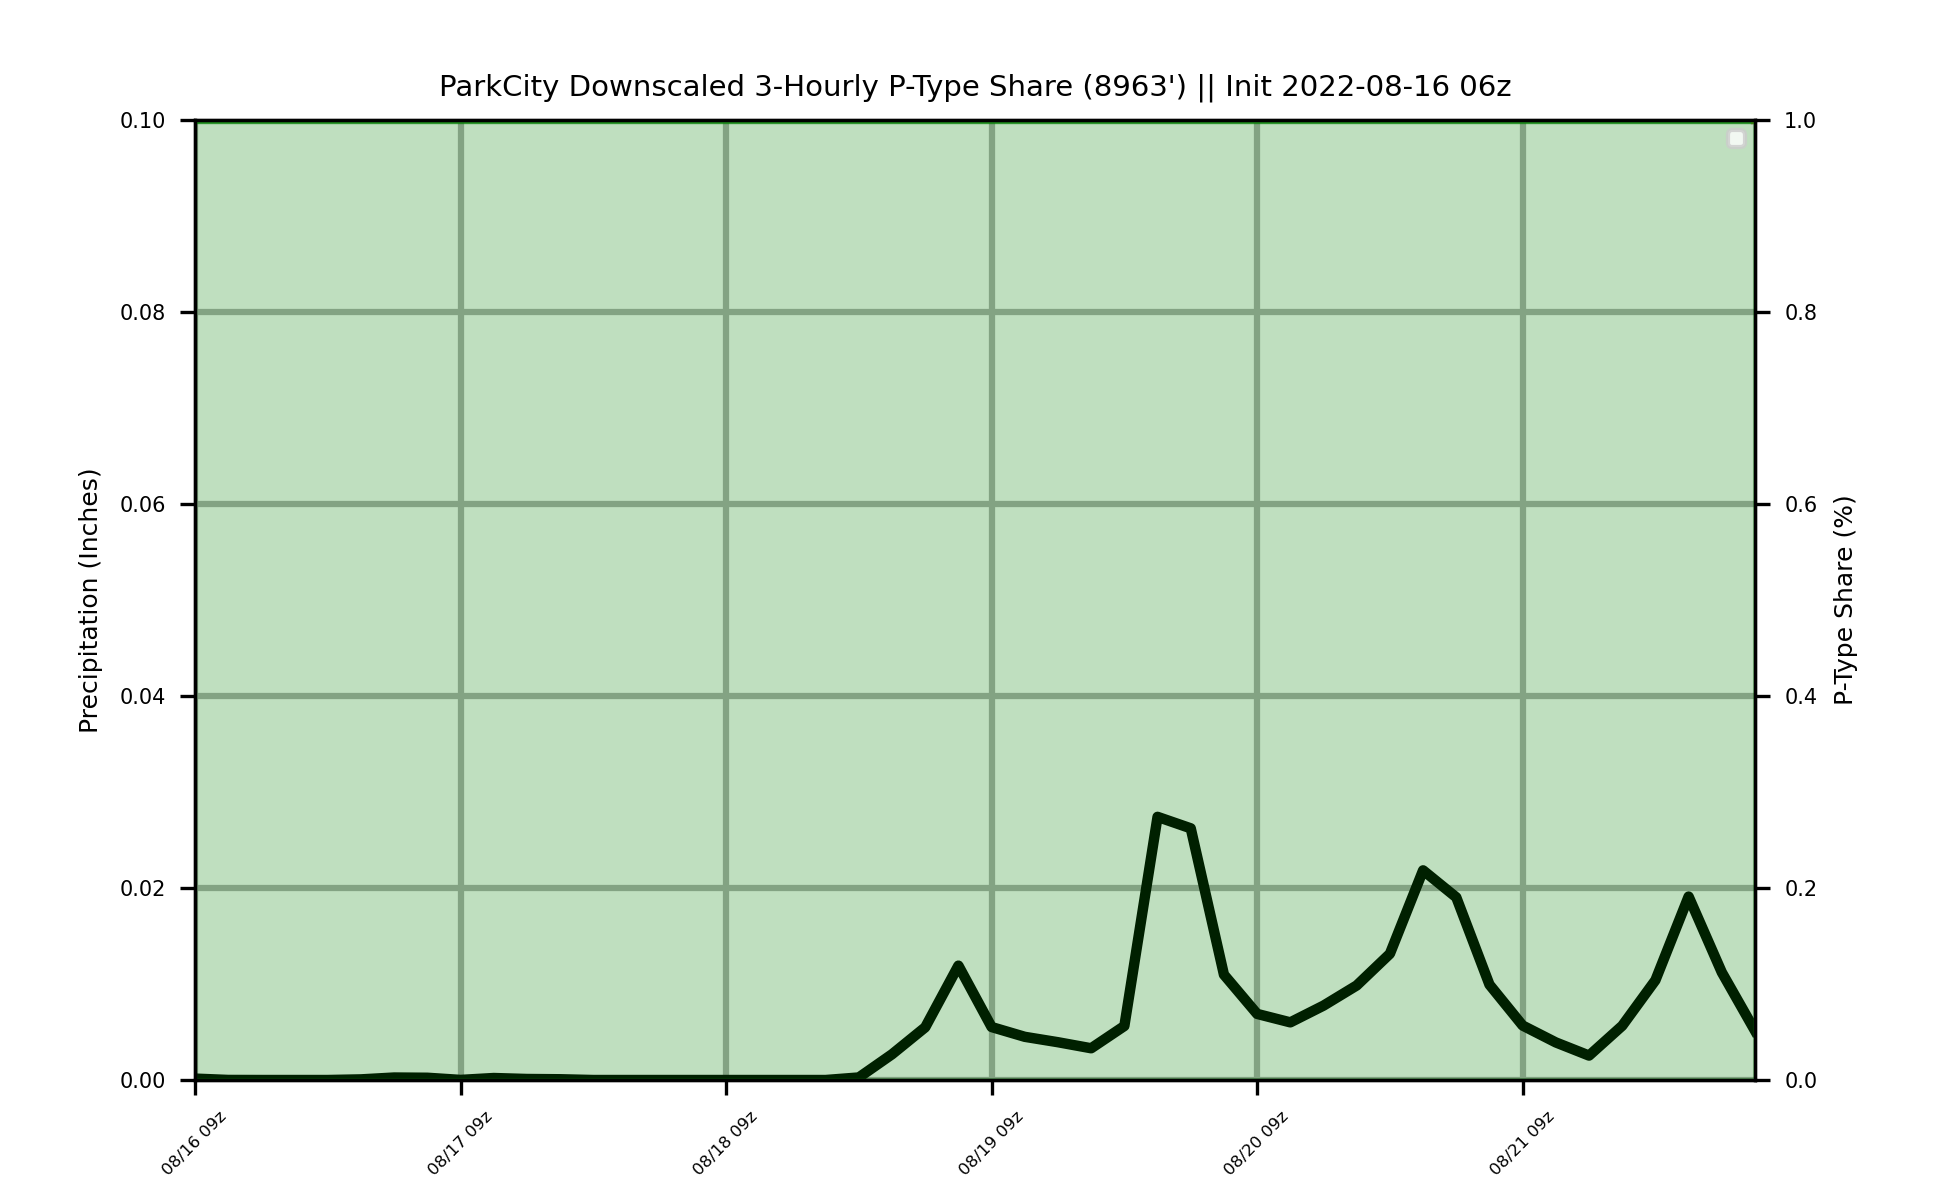 ParkCity Downscaled 3-Hourly P-Type Share (8963') || Init 2022-08-16 06z
0.10
0.08
0.06
0.04
0.02
0.00
Precipitation (Inches)
1.0
0.8
0.6
0.4
0.2
0.0
P-Type Share (%)
08/16 09z
08/17 09z
08/18 09z
08/19 09z
08/20 09z
08/21 09z